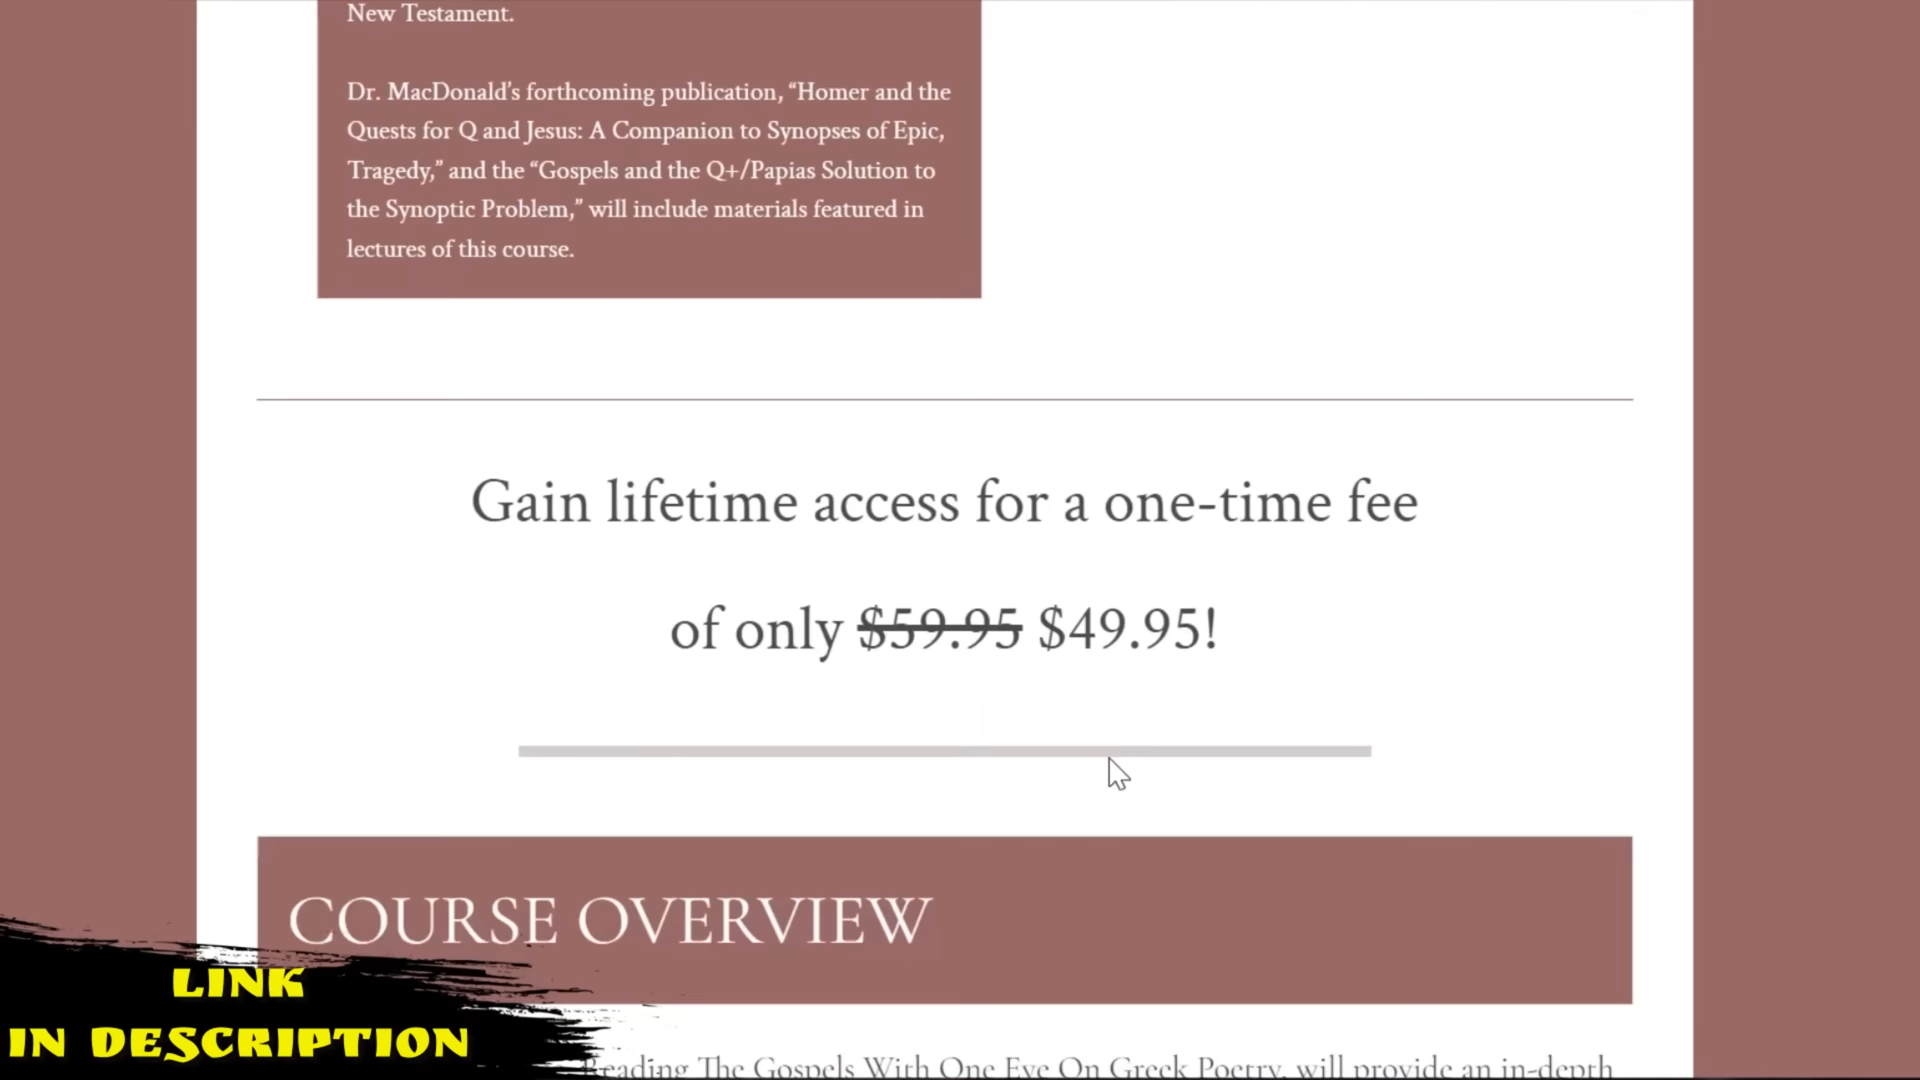 New Testament.
Dr. MacDonald’s forthcoming publication, “Homer and the
Quests for Q and Jesus: A Companion to Synopses of Epic,
Tragedy,” and the “Gospels and the Q+/Papias Solution to
the Synoptic Problem,” will include materials featured in
lectures of this course.
Gain lifetime access for a one-time fee
of only $59.95 $49.95!
COURSE OVERVIEW
LINK
IN DESCRIPTION
Reading The Gospels With One Eye On Greek Poetry, will provide an in-depth